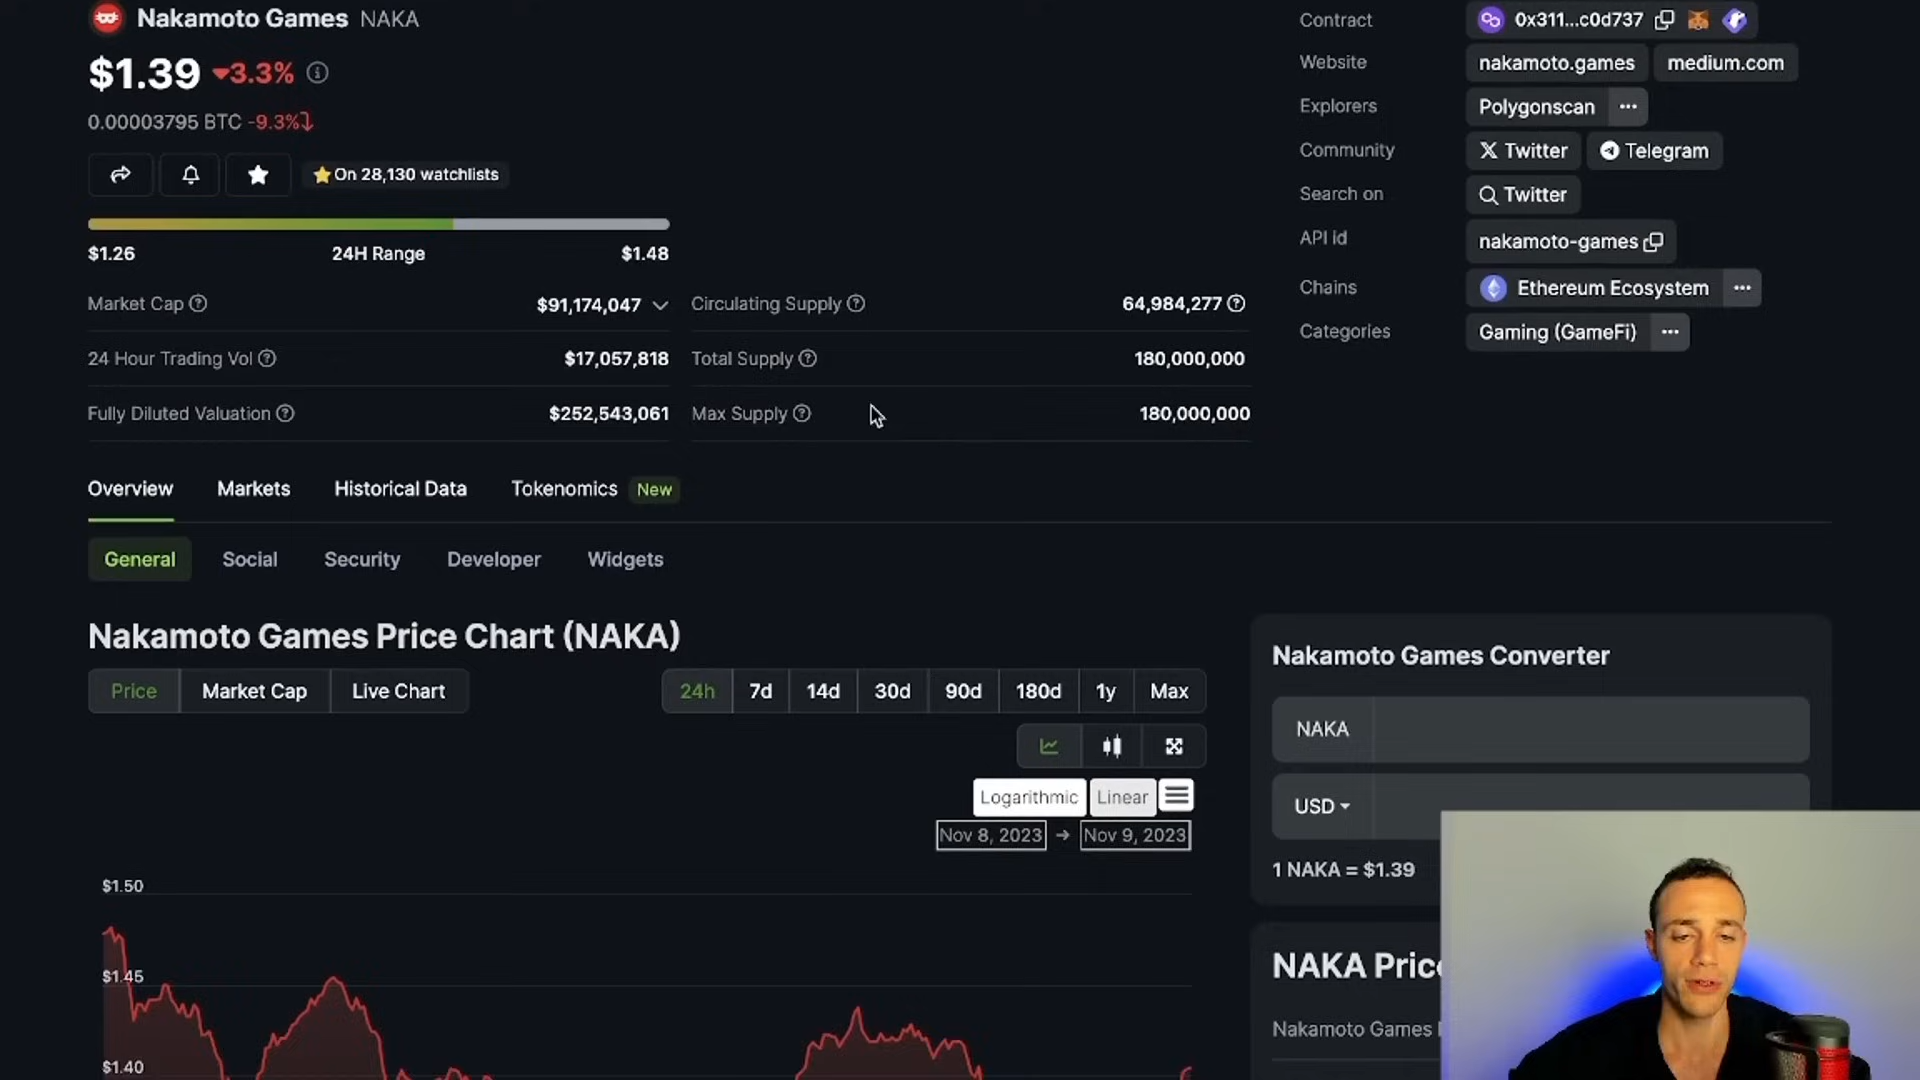 Nakamoto Games NAKA
$1.39 3.3%
0.00003795 BTC -9.3%
On 28,130 watchlists
$1.26 24H Range $1.48
Market Cap $91,174,047
24 Hour Trading Vol $17,057,818
Fully Diluted Valuation $252,543,061
Circulating Supply 64,984,277
Total Supply 180,000,000
Max Supply 180,000,000
Contract 0x311...c0d737
Website nakamoto.games medium.com
Explorers Polygonscan ...
Community X Twitter Telegram
Search on Twitter
API id nakamoto-games
Chains Ethereum Ecosystem ...
Categories Gaming (GameFi) ...
Overview Markets Historical Data Tokenomics New
General Social Security Developer Widgets
Nakamoto Games Price Chart (NAKA)
Price Market Cap Live Chart
24h 7d 14d 30d 90d 180d 1y Max
Logarithmic Linear
Nov 8, 2023 → Nov 9, 2023
$1.50
$1.45
$1.40
Nakamoto Games Converter
NAKA
USD
1 NAKA = $1.39
NAKA Price
Nakamoto Games